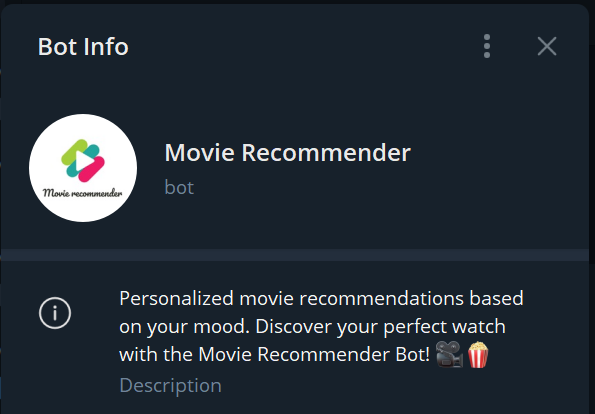 Bot Info
Movie recommender
Movie Recommender
bot
Personalized movie recommendations based
on your mood. Discover your perfect watch
with the Movie Recommender Bot! 🎥🍿
Description